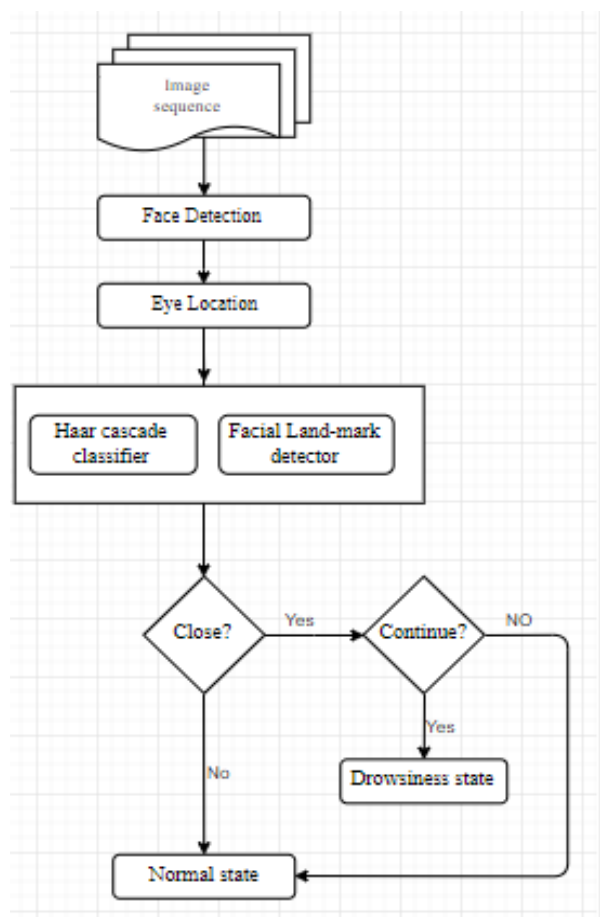 Image
sequence
Face Detection
Eye Location
Haar cascade
classifier
Facial Land-mark
detector
Close?
Yes
Continue?
NO
Yes
Drowsiness state
No
Normal state